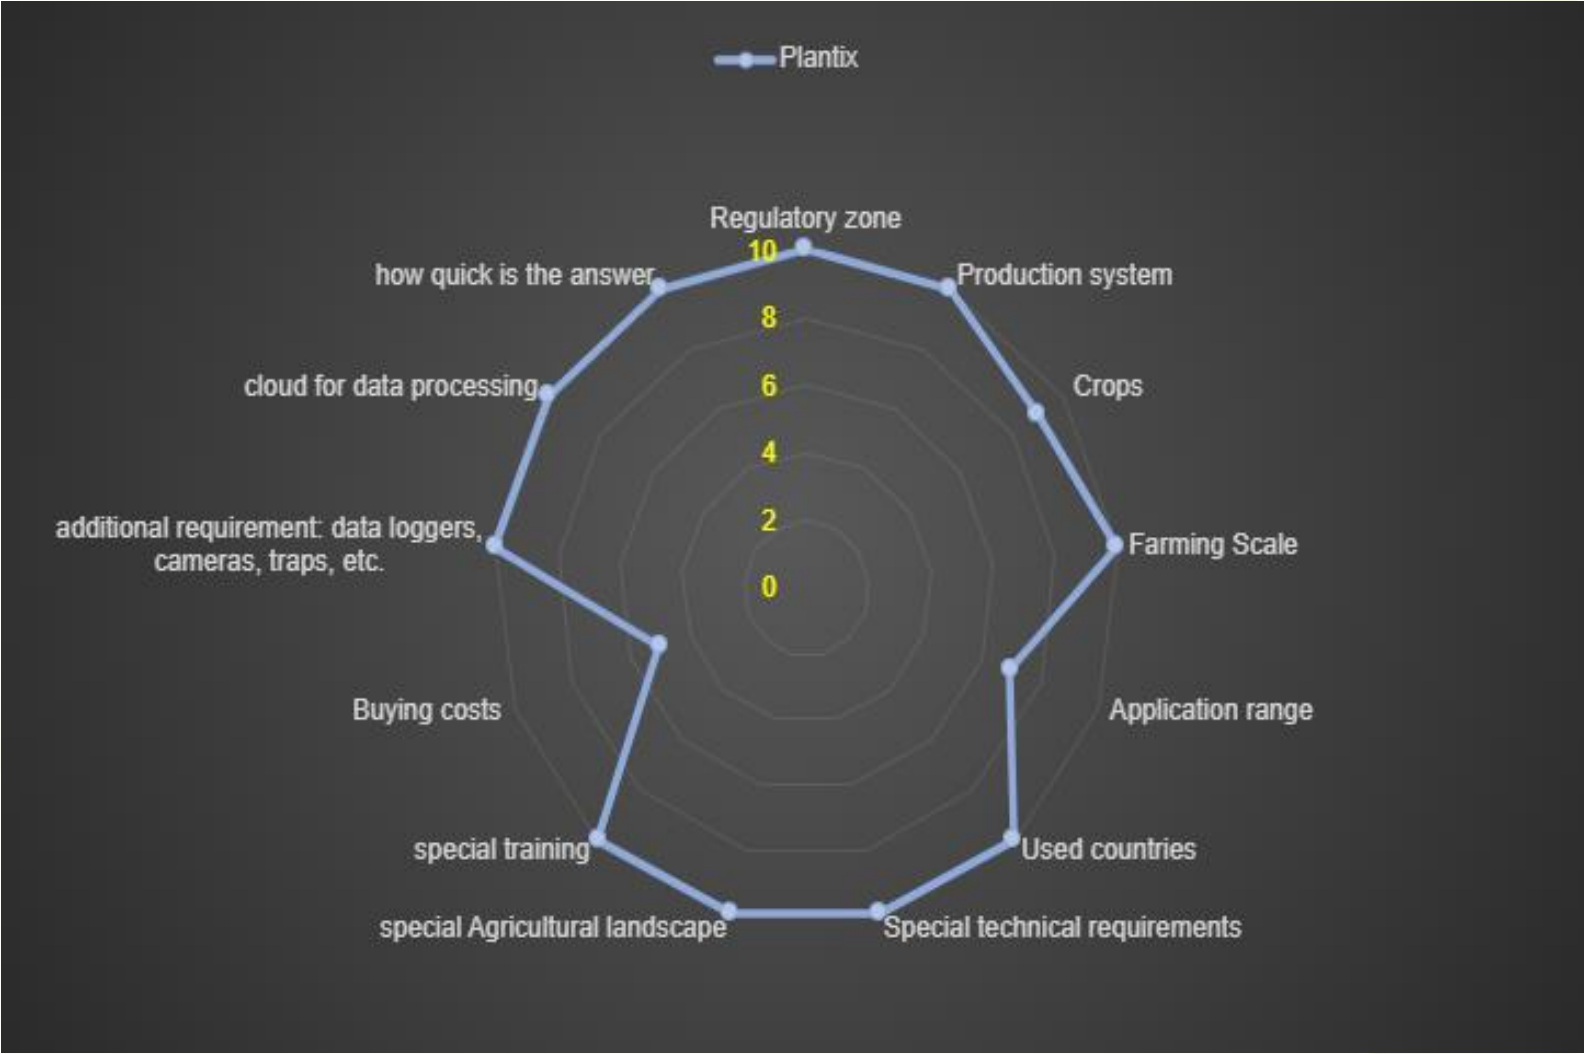 Plantix
Regulatory zone
10
8
6
4
2
0
Production system
Crops
Farming Scale
Application range
Used countries
Special technical requirements
special Agricultural landscape
special training
Buying costs
additional requirement: data loggers,
cameras, traps, etc.
cloud for data processing
how quick is the answer